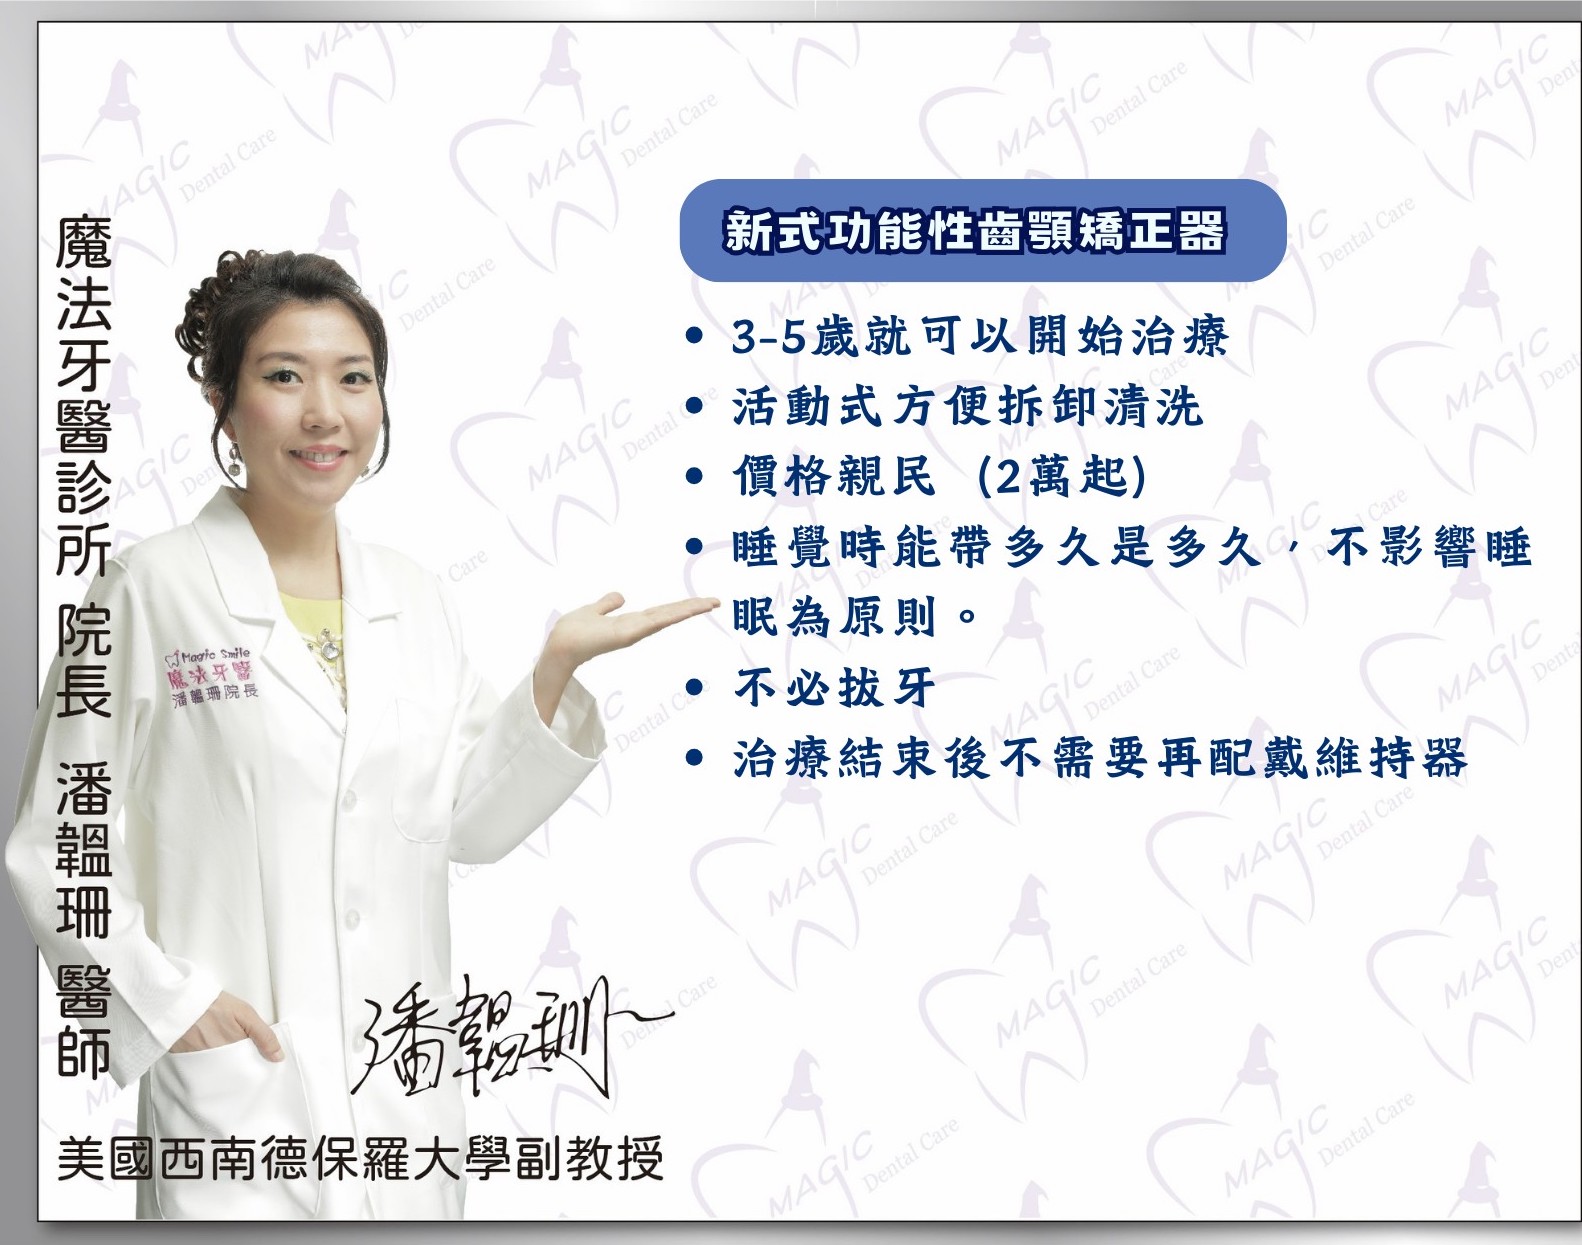 新式功能性齒顎矯正器
• 3-5歲就可以開始治療
• 活動式方便拆卸清洗
• 價格親民 (2萬起)
• 睡覺時能帶多久是多久，不影響睡
眠為原則。
• 不必拔牙
• 治療結束後不需要再配戴維持器
魔法牙醫診所 院長 潘韞珊 醫師
Magic Smile
魔法牙醫
潘韞珊院長
潘韞珊
美國西南德保羅大學副教授
MAGIC
Dental Care